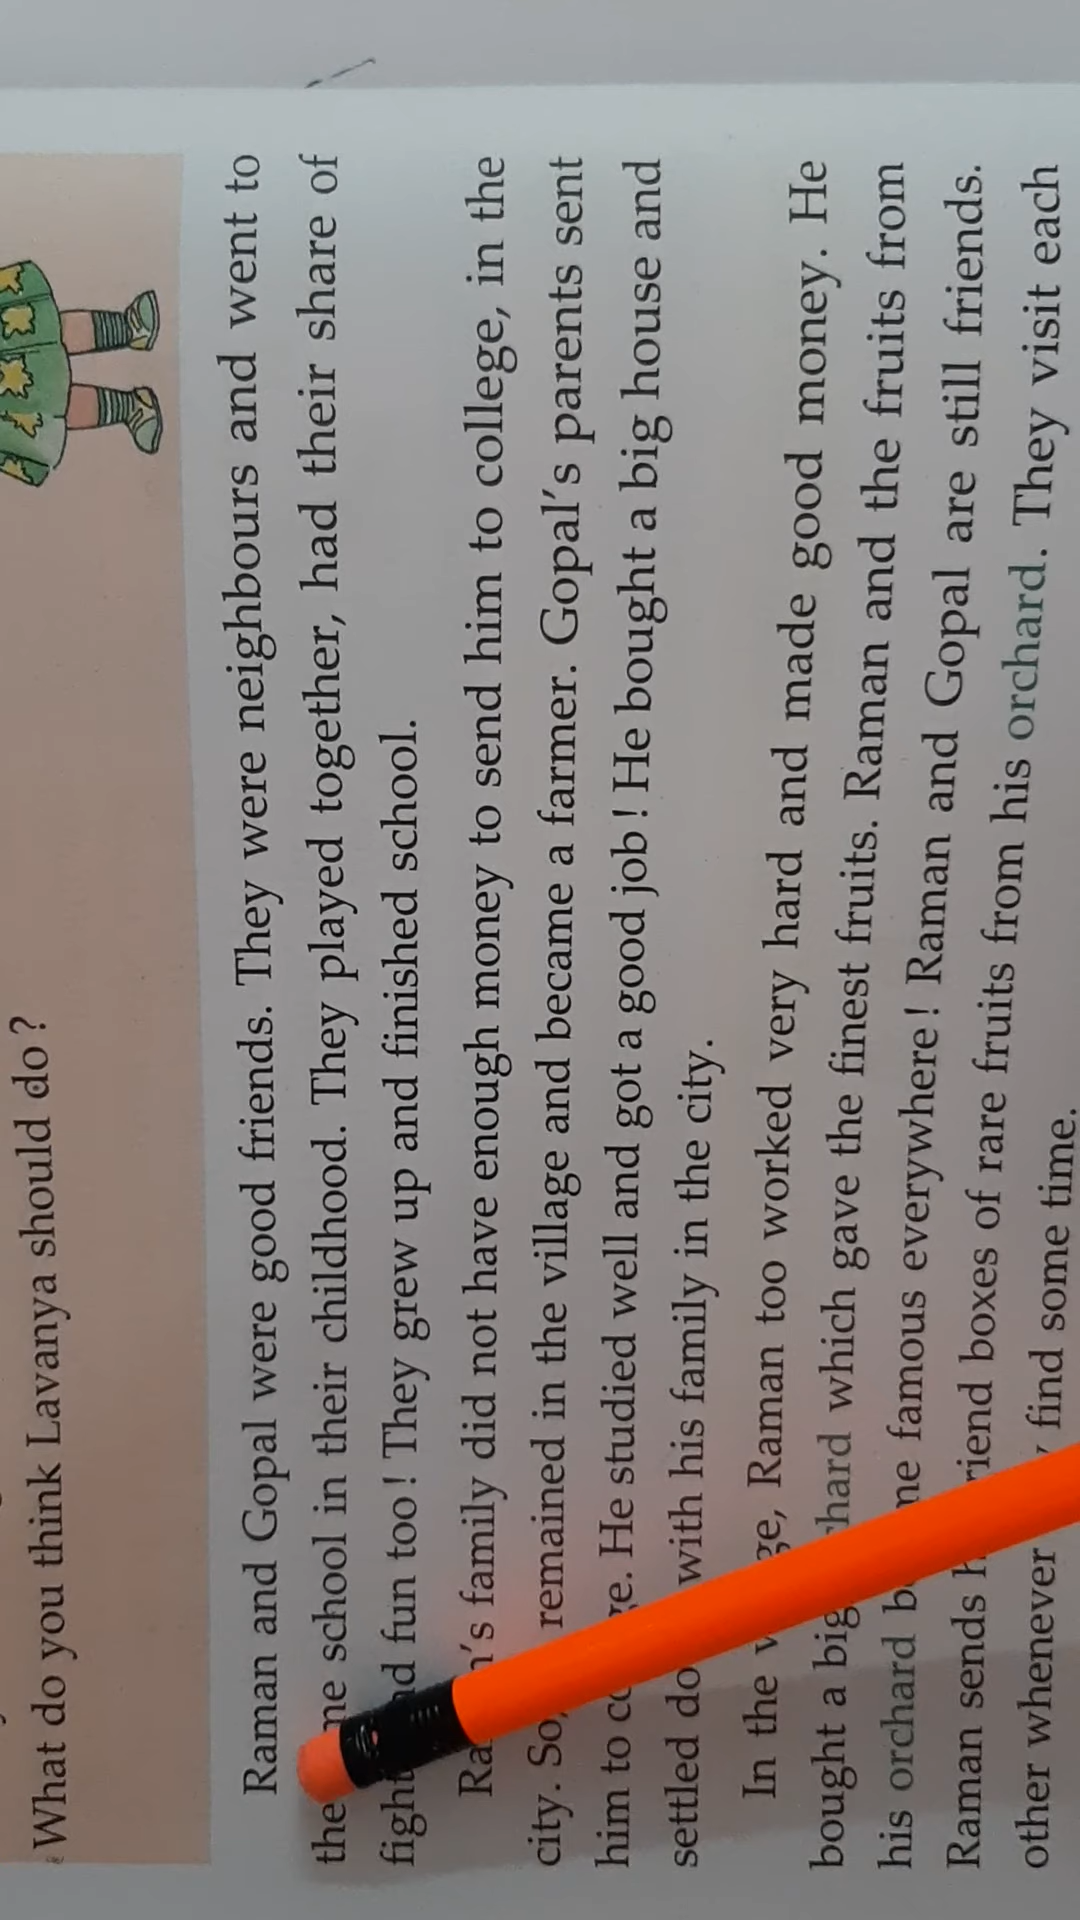 What do you think Lavanya should do?
Raman and Gopal were good friends. They were neighbours and went to
the me school in their childhood. They played together, had their share of
fight nd fun too! They grew up and finished school.
Ra n's family did not have enough money to send him to college, in the
city. So, remained in the village and became a farmer. Gopal's parents sent
him to ge. He studied well and got a good job! He bought a big house and
settled do with his family in the city.
In the v ge, Raman too worked very hard and made good money. He
bought a big hard which gave the finest fruits. Raman and the fruits from
his orchard b me famous everywhere! Raman and Gopal are still friends.
Raman sends h riend boxes of rare fruits from his orchard. They visit each
other whenever find some time.